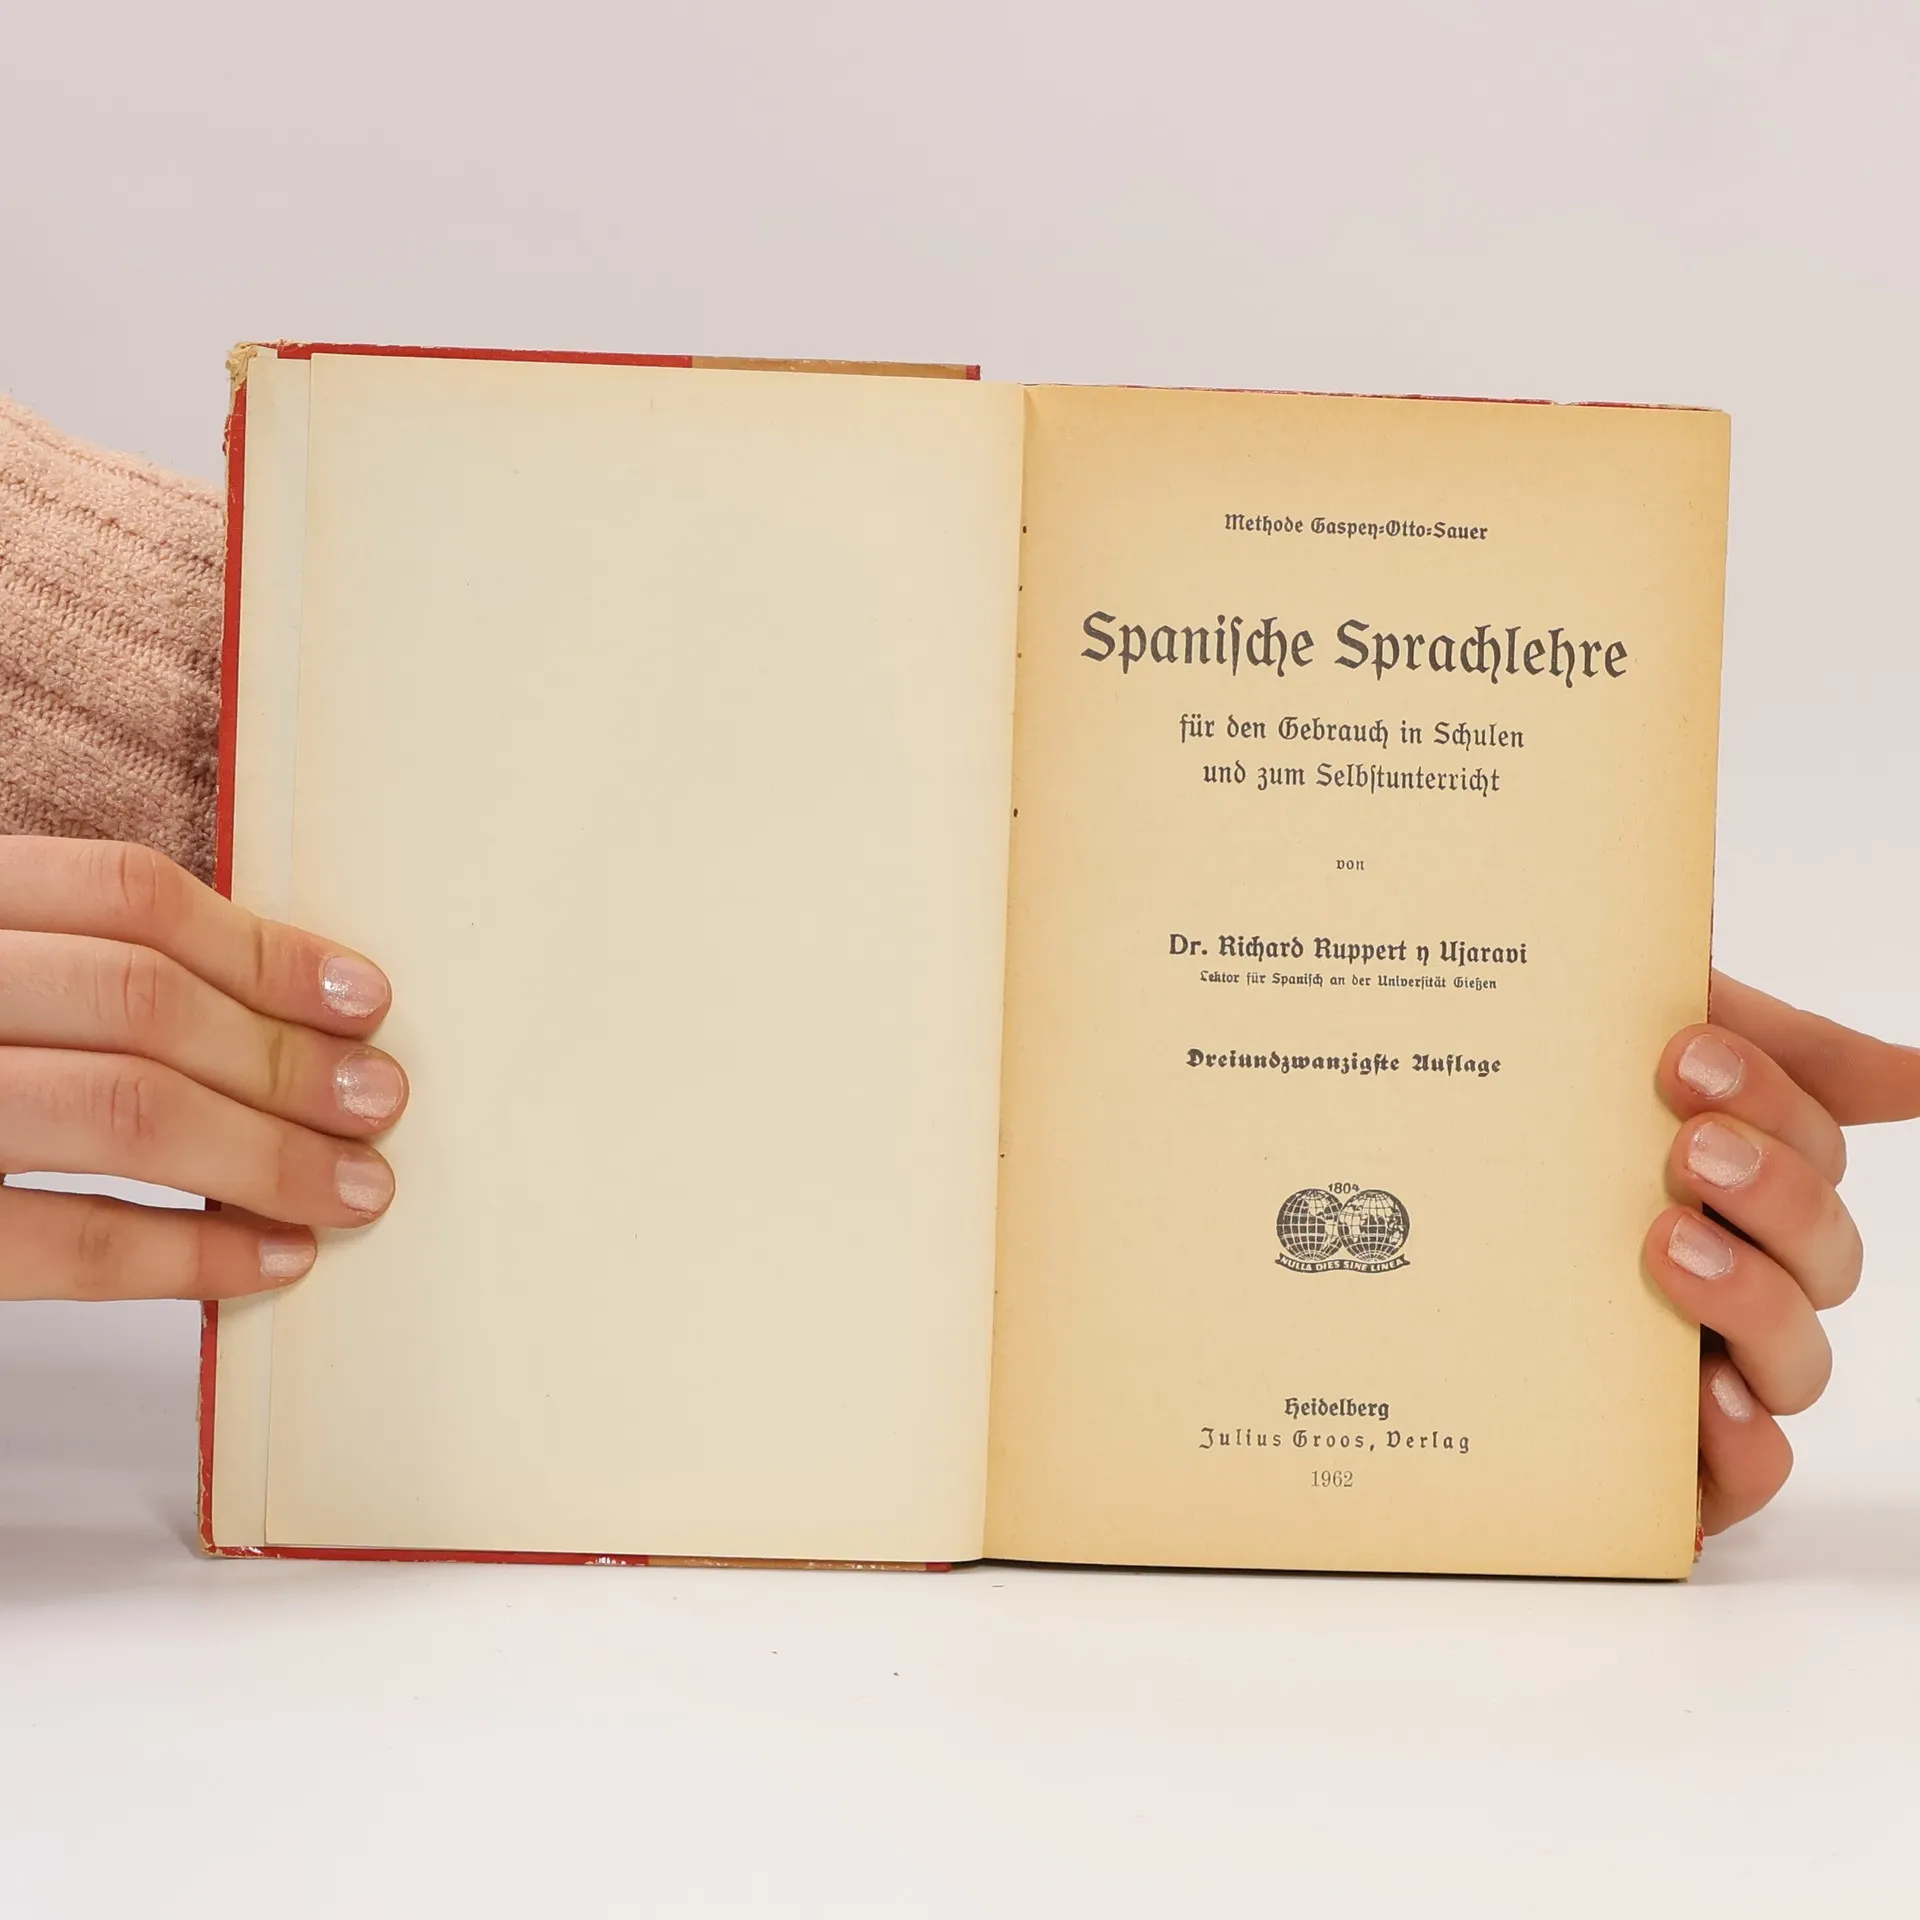 Methode Gaspey=Otto=Sauer
Spaniſche Sprachlehre
für den Gebrauch in Schulen
und zum Selbſtunterricht
von
Dr. Richard Ruppert y Ujaravi
Lektor für Spaniſch an der Univerſität Gießen
Dreiundzwanzigſte Auflage
1804
NULLA DIES SINE LINEA
Heidelberg
Julius Groos, Verlag
1962